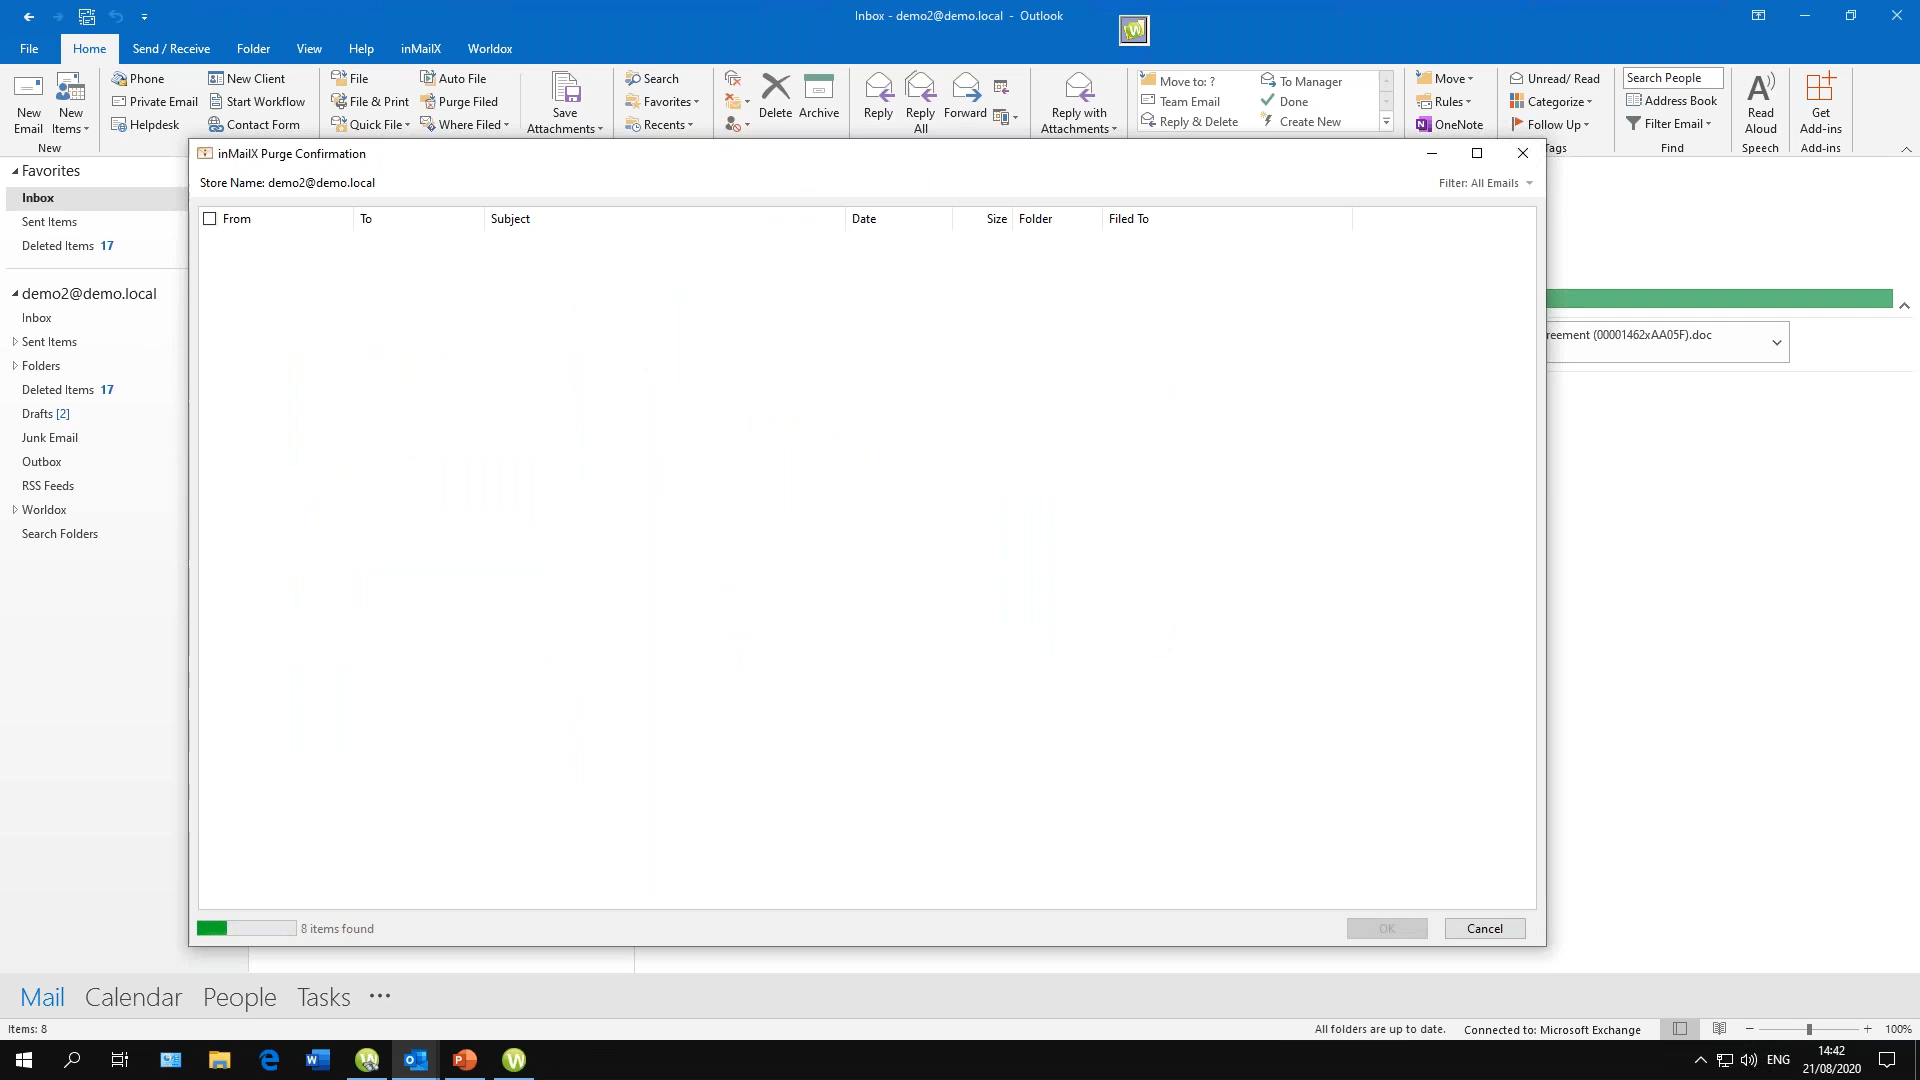 Inbox - demo2@demo.local - Outlook
File Home Send / Receive Folder View Help inMailX Worldox
New Email
New Items
New
Phone
Private Email
Helpdesk
New Client
Start Workflow
Contact Form
File
File & Print
Quick File
Auto File
Purge Filed
Where Filed
Save Attachments
Search
Favorites
Recents
Delete
Archive
Reply
Reply All
Forward
Reply with Attachments
Move to: ?
Team Email
Reply & Delete
To Manager
Done
Create New
Move
Rules
OneNote
Unread/ Read
Categorize
Follow Up
Tags
Search People
Address Book
Filter Email
Find
Read Aloud
Speech
Get Add-ins
Add-ins
Favorites
Inbox
Sent Items
Deleted Items 17
demo2@demo.local
Inbox
Sent Items
Folders
Deleted Items 17
Drafts [2]
Junk Email
Outbox
RSS Feeds
Worldox
Search Folders
inMailX Purge Confirmation
Store Name: demo2@demo.local
Filter: All Emails
From To Subject Date Size Folder Filed To
8 items found
OK
Cancel
reement (00001462xAA05F).doc
Mail Calendar People Tasks ...
Items: 8
All folders are up to date. Connected to: Microsoft Exchange
100%
ENG
14:42
21/08/2020